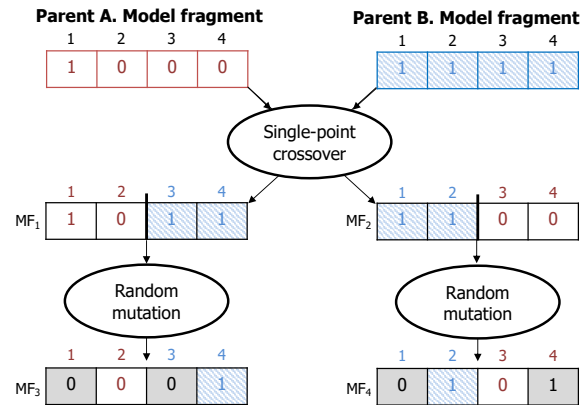 Parent A. Model fragment
Parent B. Model fragment
1 2 3 4
1 2 3 4
1 0 0 0
1 1 1 1
Single-point
crossover
1 2 3 4
1 2 3 4
MF1 1 0 1 1
MF2 1 1 0 0
Random
mutation
Random
mutation
1 2 3 4
1 2 3 4
MF3 0 0 0 1
MF4 0 1 0 1